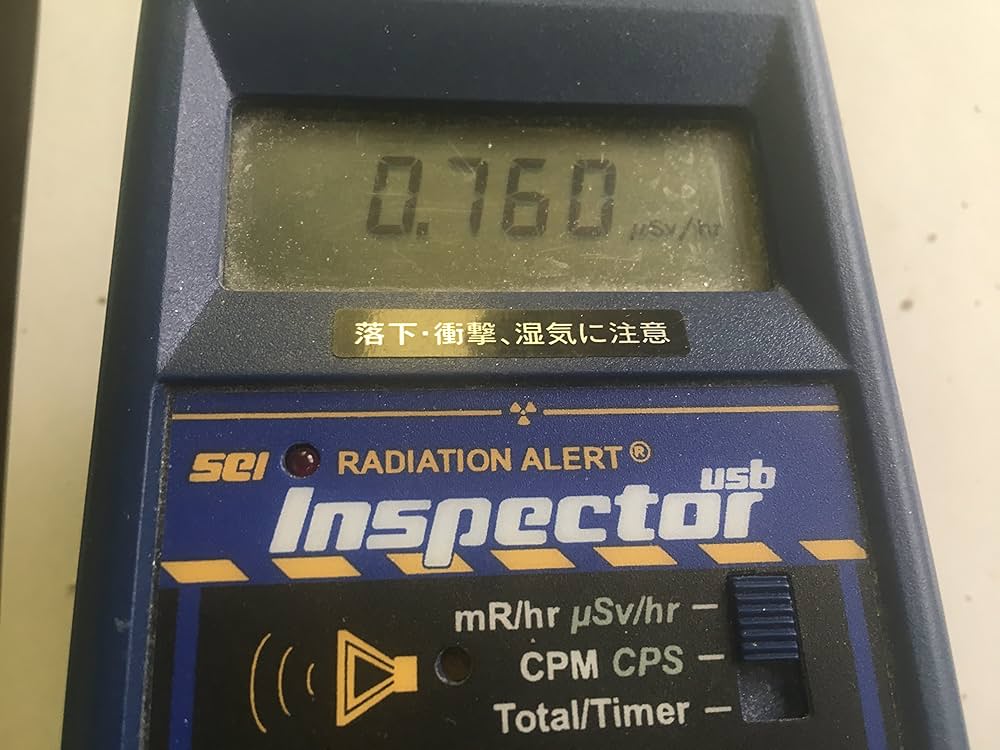 0.760 µSv/hr
落下・衝撃、湿気に注意
sei RADIATION ALERT®
Inspector usb
mR/hr µSv/hr
CPM CPS
Total/Timer